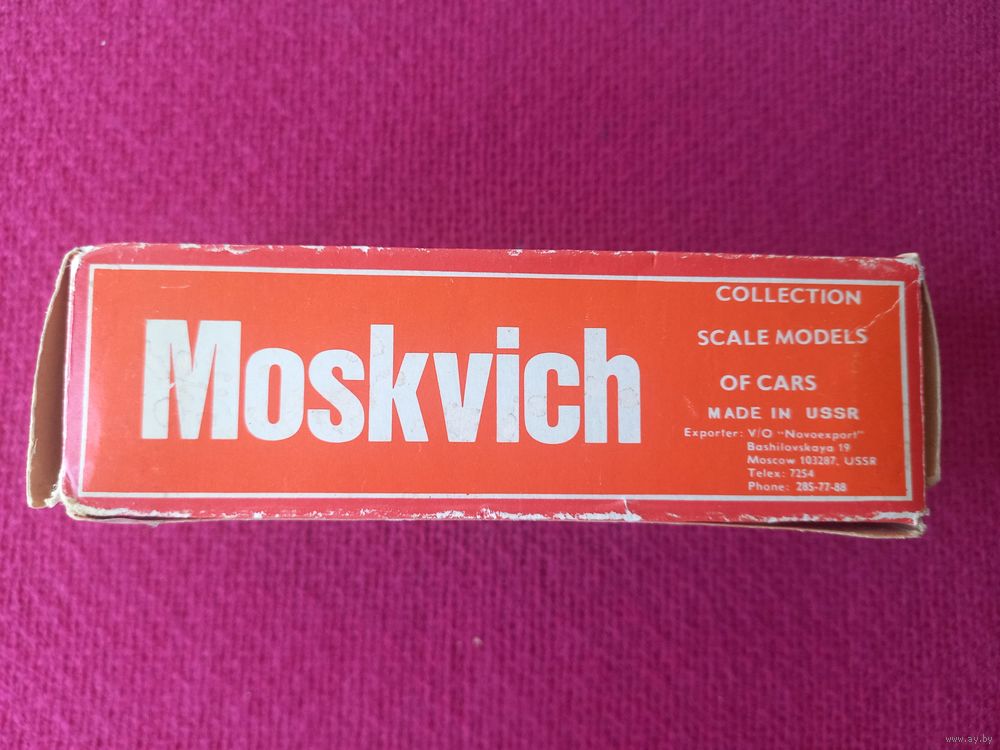 Moskvich
COLLECTION
SCALE MODELS
OF CARS
MADE IN USSR
Exporter: V/O "Novoexport"
Bashilovskaya 19
Moscow 103287, USSR
Telex: 7254
Phone: 285-77-88
www.ay.by